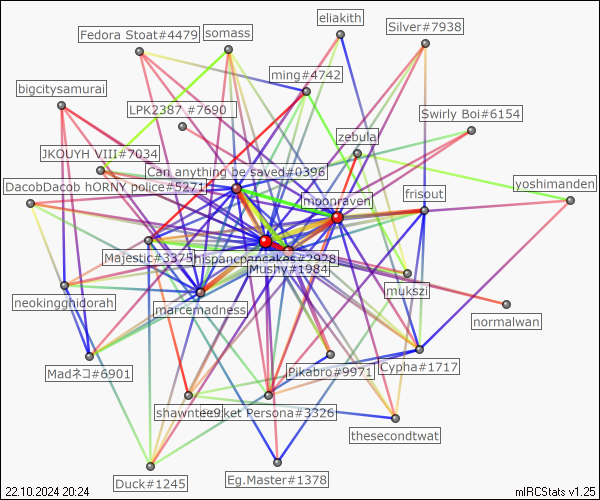 eliakith
Fedora Stoat#4479
somass
Silver#7938
ming#4742
bigcitysamurai
LPK2387 #7690
Swirly Boi#6154
zebula
JKOUYH VIII#7034
Can anything be saved#0396
yoshimanden
DacobDacob hORNY police#5271
moonraven
frisout
Majestic#3375
hispancpancakes#2928
Mushy#1984
mukszi
neokingghidorah
marcemadness
normalwan
Madネコ#6901
Pikabro#9971
Cypha#1717
shawntee9
ket Persona#3326
thesecondtwat
Duck#1245
Eg.Master#1378
22.10.2024 20:24
mIRCStats v1.25